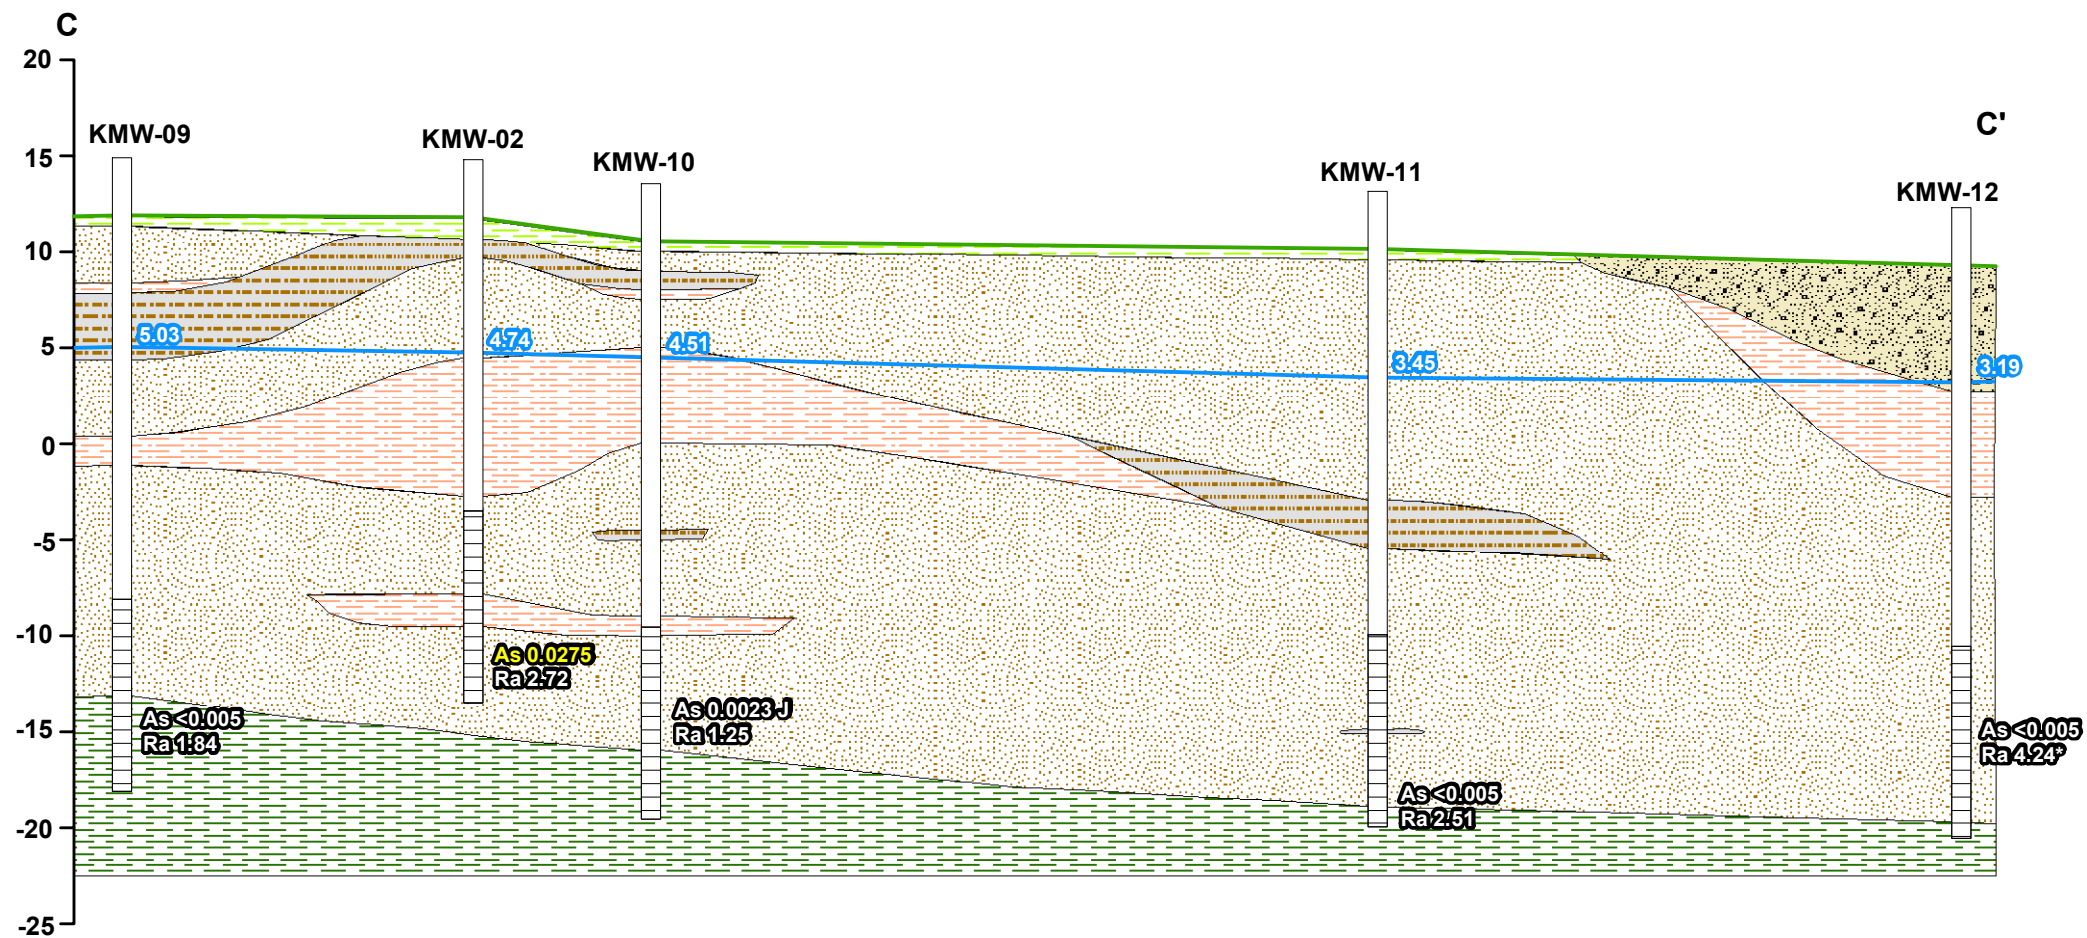 C
20
C'
KMW-09
KMW-02
KMW-10
KMW-11
KMW-12
15
10
5
0
-5
-10
-15
-20
-25
5.03
4.74
4.51
3.45
3.19
As 0.0275
Ra 2.72
As <0.005
Ra 1.84
As 0.0023 J
Ra 1.25
As <0.005
Ra 2.51
As <0.005
Ra 4.24*